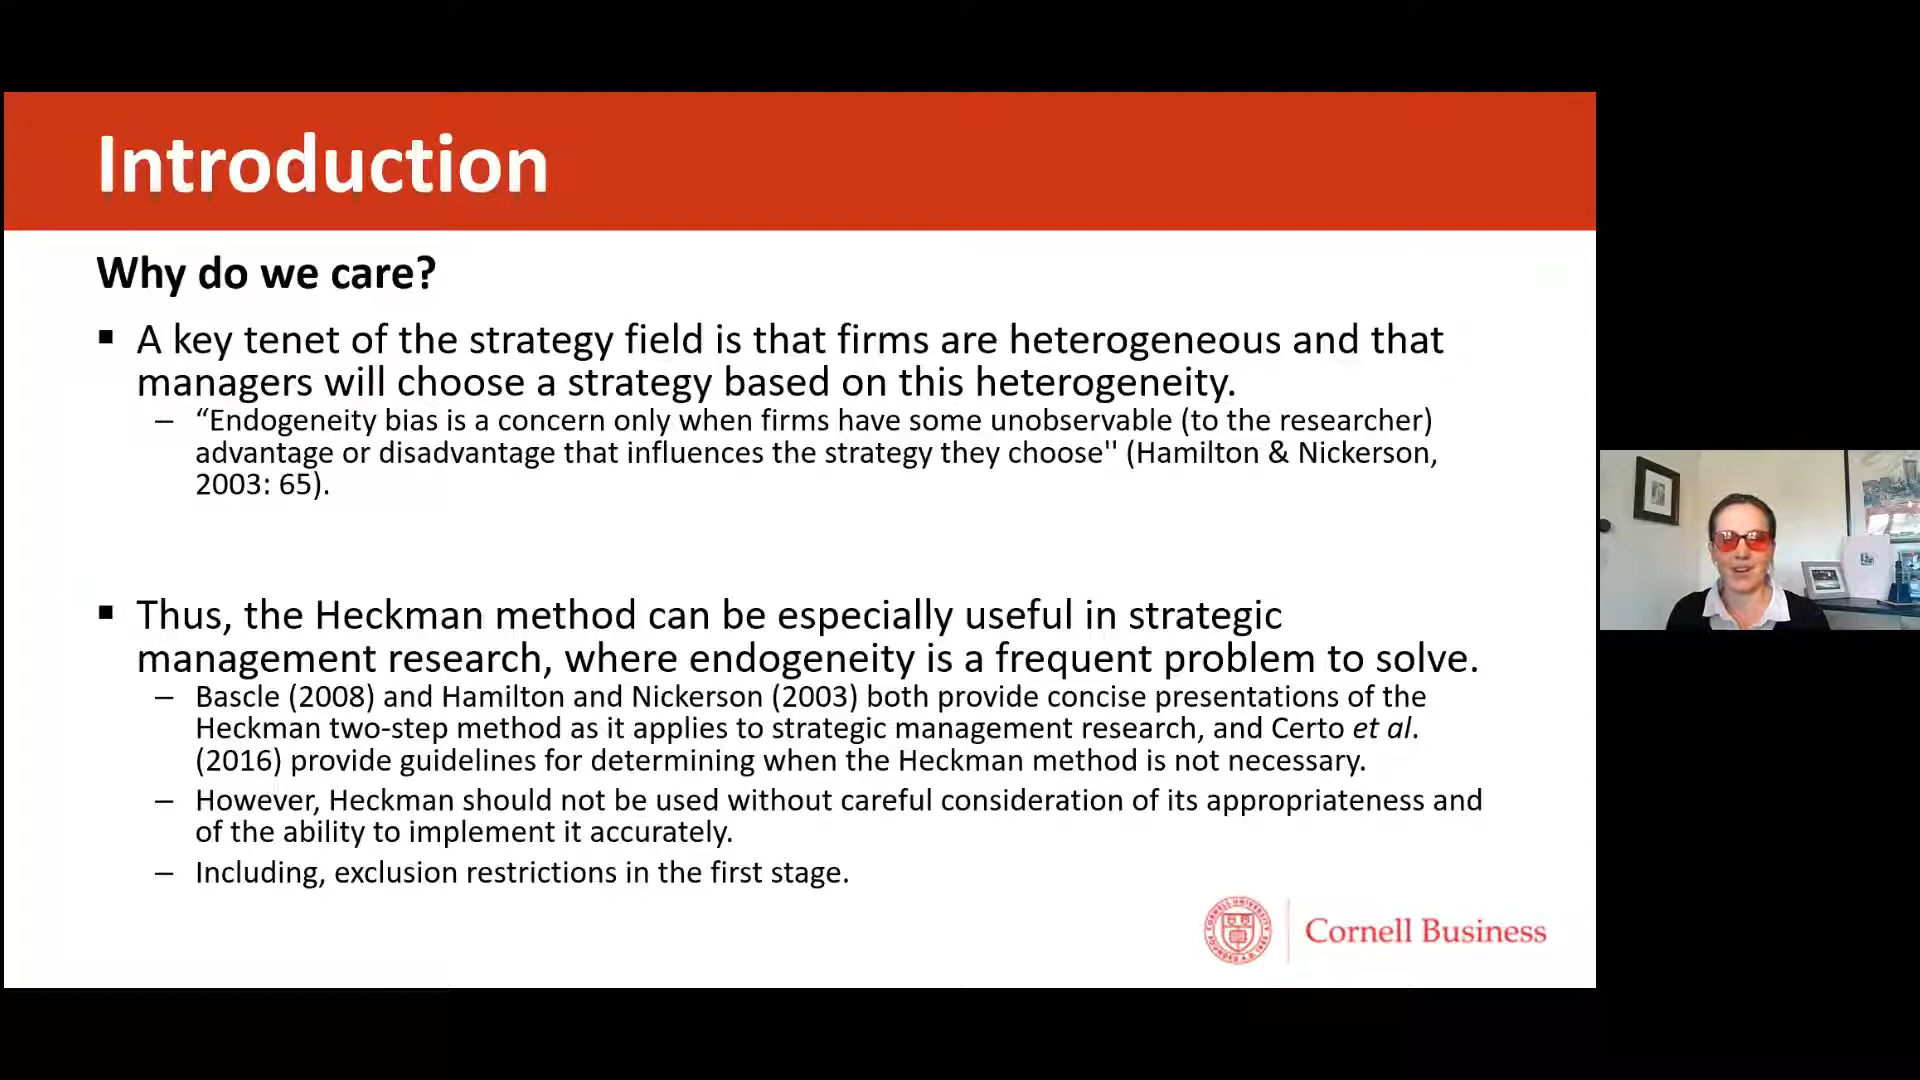 Introduction
Why do we care?
▪ A key tenet of the strategy field is that firms are heterogeneous and that
managers will choose a strategy based on this heterogeneity.
– “Endogeneity bias is a concern only when firms have some unobservable (to the researcher)
advantage or disadvantage that influences the strategy they choose'' (Hamilton & Nickerson,
2003: 65).
▪ Thus, the Heckman method can be especially useful in strategic
management research, where endogeneity is a frequent problem to solve.
– Bascle (2008) and Hamilton and Nickerson (2003) both provide concise presentations of the
Heckman two-step method as it applies to strategic management research, and Certo et al.
(2016) provide guidelines for determining when the Heckman method is not necessary.
– However, Heckman should not be used without careful consideration of its appropriateness and
of the ability to implement it accurately.
– Including, exclusion restrictions in the first stage.
Cornell Business